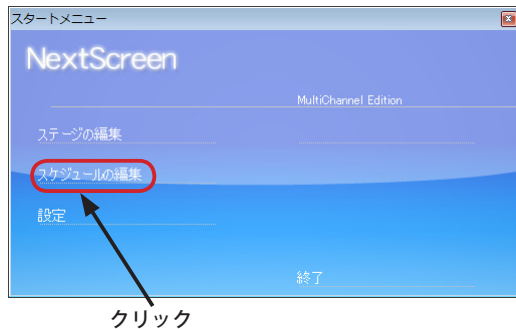 スタートメニュー
NextScreen
MultiChannel Edition
ステージの編集
スケジュールの編集
設定
終了
クリック